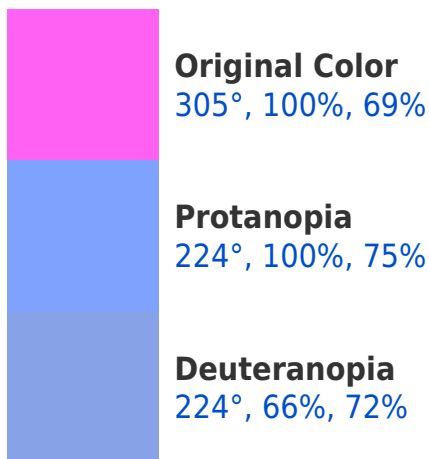 Original Color
305°, 100%, 69%
Protanopia
224°, 100%, 75%
Deuteranopia
224°, 66%, 72%